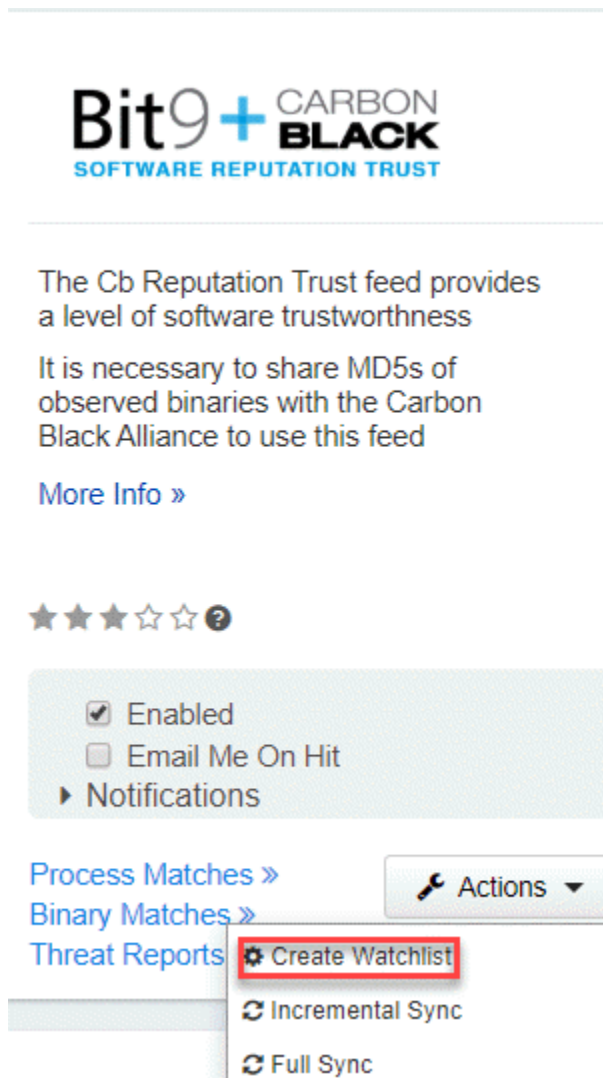 Bit9 + CARBON BLACK
SOFTWARE REPUTATION TRUST
The Cb Reputation Trust feed provides
a level of software trustworthness
It is necessary to share MD5s of
observed binaries with the Carbon
Black Alliance to use this feed
More Info »
Enabled
Email Me On Hit
Notifications
Process Matches »
Actions
Binary Matches »
Threat Reports
Create Watchlist
Incremental Sync
Full Sync